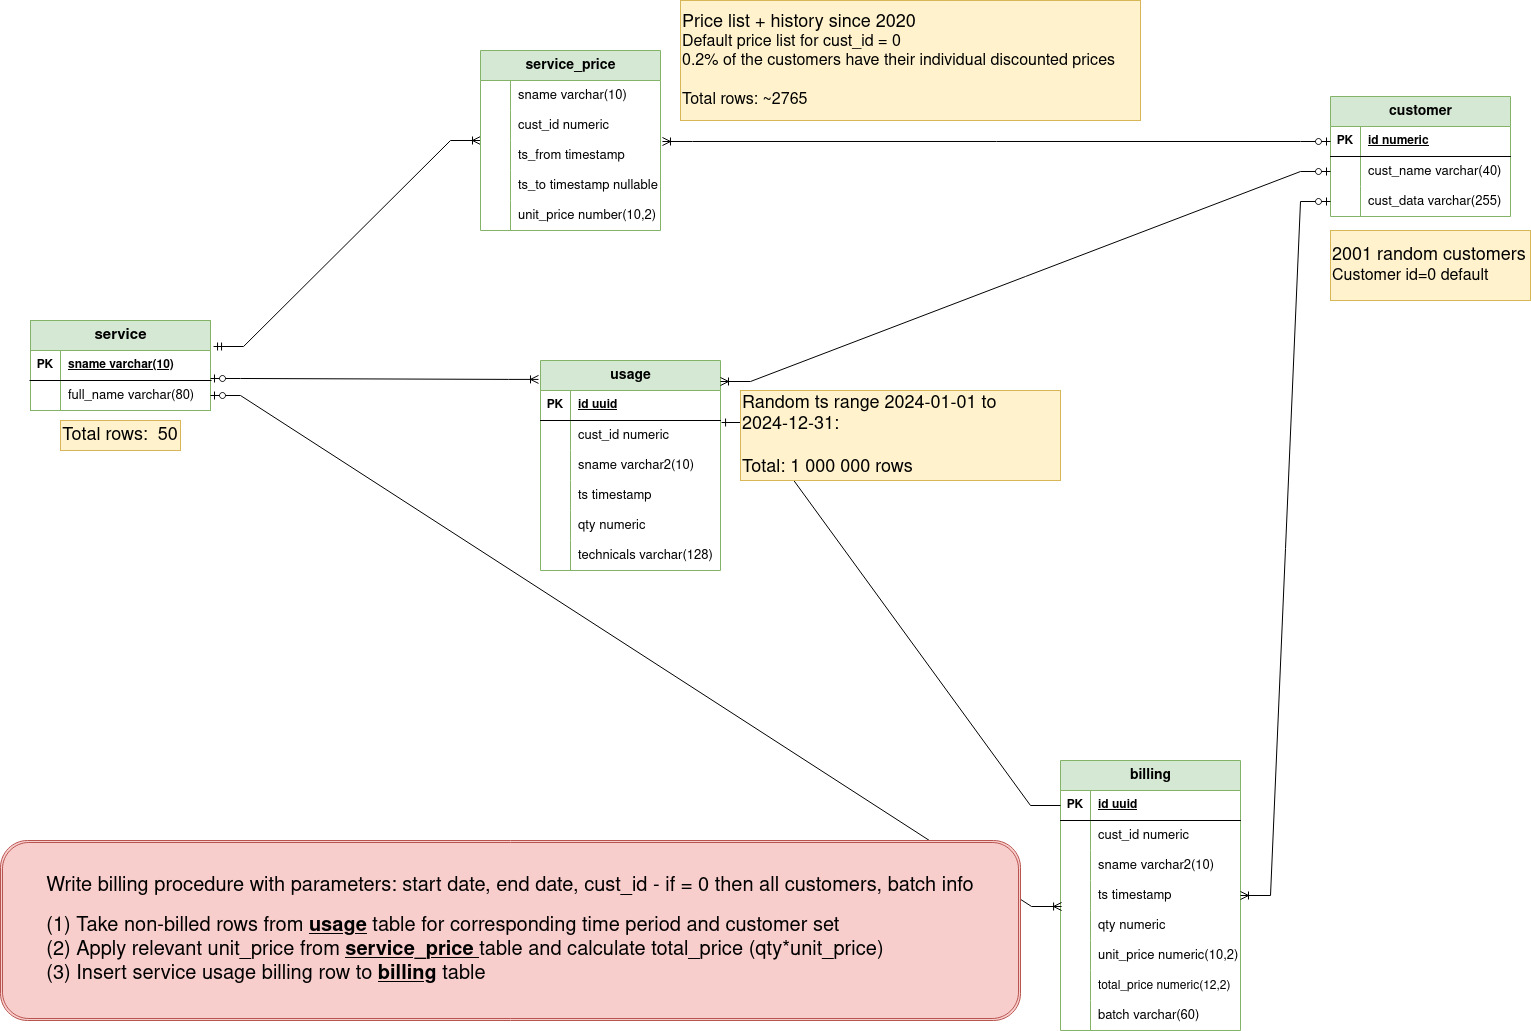 Price list + history since 2020
Default price list for cust_id = 0
0.2% of the customers have their individual discounted prices
Total rows: ~2765
service_price
sname varchar(10)
cust_id numeric
ts_from timestamp
ts_to timestamp nullable
unit_price number(10,2)
customer
PK id numeric
cust_name varchar(40)
cust_data varchar(255)
2001 random customers
Customer id=0 default
service
PK sname varchar(10)
full_name varchar(80)
Total rows:  50
usage
PK id uuid
cust_id numeric
sname varchar2(10)
ts timestamp
qty numeric
technicals varchar(128)
Random ts range 2024-01-01 to
2024-12-31:
Total: 1 000 000 rows
billing
PK id uuid
cust_id numeric
sname varchar2(10)
ts timestamp
qty numeric
unit_price numeric(10,2)
total_price numeric(12,2)
batch varchar(60)
Write billing procedure with parameters: start date, end date, cust_id - if = 0 then all customers, batch info
(1) Take non-billed rows from usage table for corresponding time period and customer set
(2) Apply relevant unit_price from service_price table and calculate total_price (qty*unit_price)
(3) Insert service usage billing row to billing table